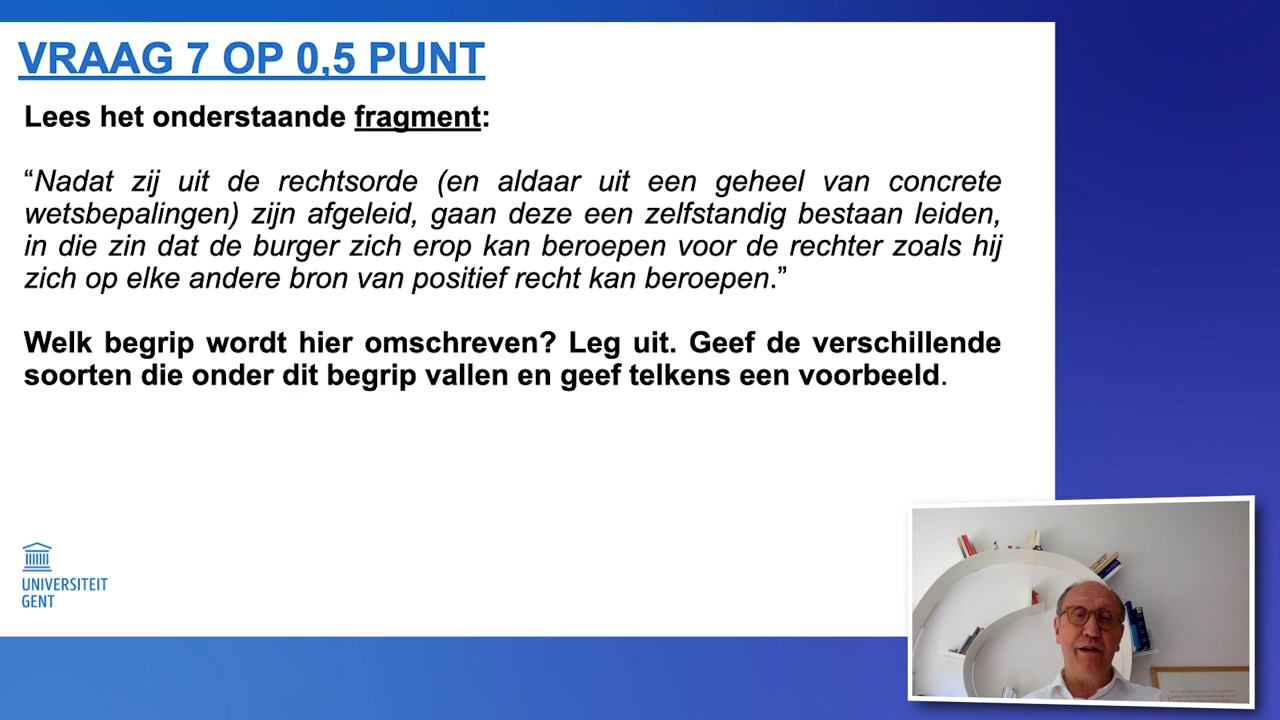 VRAAG 7 OP 0,5 PUNT
Lees het onderstaande fragment:
“Nadat zij uit de rechtsorde (en aldaar uit een geheel van concrete
wetsbepalingen) zijn afgeleid, gaan deze een zelfstandig bestaan leiden,
in die zin dat de burger zich erop kan beroepen voor de rechter zoals hij
zich op elke andere bron van positief recht kan beroepen.”
Welk begrip wordt hier omschreven? Leg uit. Geef de verschillende
soorten die onder dit begrip vallen en geef telkens een voorbeeld.
UNIVERSITEIT
GENT